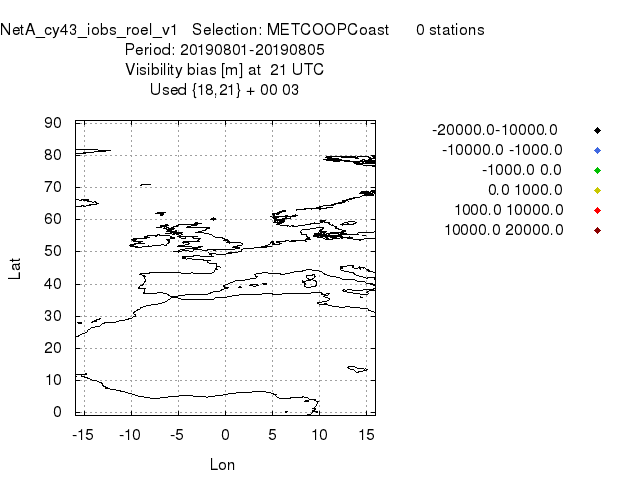 NetA_cy43_iobs_roel_v1 Selection: METCOOPCoast 0 stations
Period: 20190801-20190805
Visibility bias [m] at 21 UTC
Used {18,21} + 00 03
-20000.0-10000.0
-10000.0 -1000.0
-1000.0 0.0
0.0 1000.0
1000.0 10000.0
10000.0 20000.0
90
80
70
60
50
40
30
20
10
0
Lat
-15 -10 -5 0 5 10 15
Lon